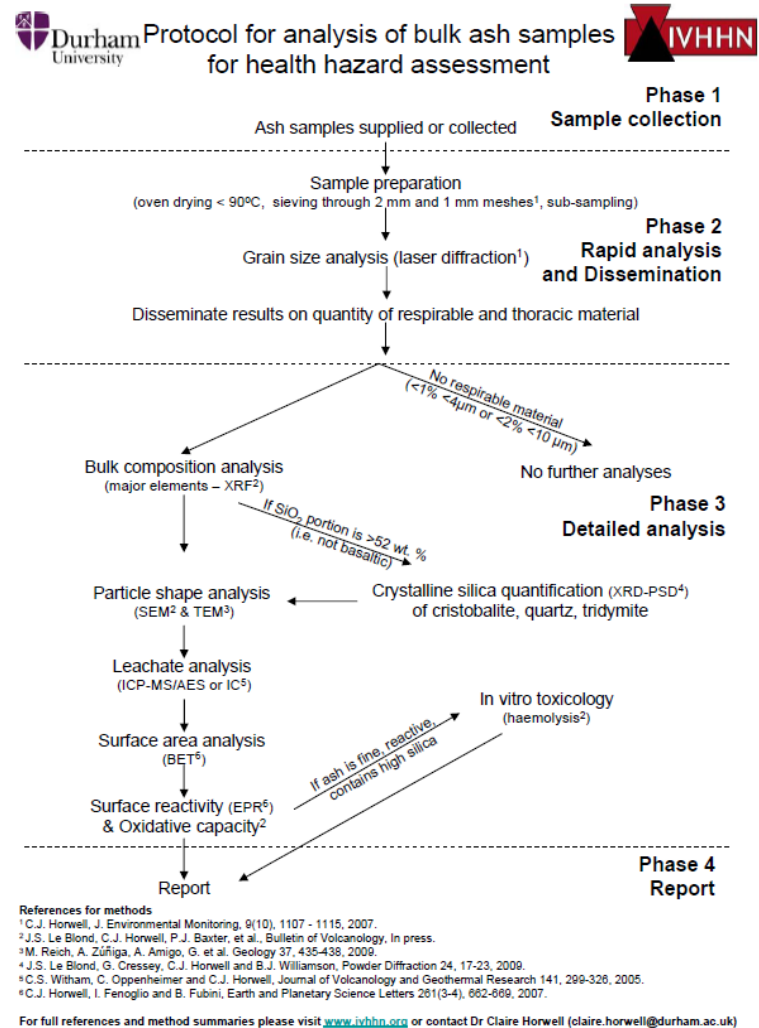 Durham
University
Protocol for analysis of bulk ash samples
for health hazard assessment
IVHHN
Phase 1
Sample collection
Ash samples supplied or collected
Sample preparation
(oven drying < 90ºC, sieving through 2 mm and 1 mm meshes¹, sub-sampling)
Phase 2
Rapid analysis
and Dissemination
Grain size analysis (laser diffraction¹)
Disseminate results on quantity of respirable and thoracic material
No respirable material
(<1% <4µm or <2% <10 µm)
Bulk composition analysis
(major elements – XRF²)
No further analyses
Phase 3
Detailed analysis
If SiO₂ portion is >52 wt. %
(i.e. not basaltic)
Particle shape analysis
(SEM² & TEM³)
Crystalline silica quantification (XRD-PSD⁴)
of cristobalite, quartz, tridymite
Leachate analysis
(ICP-MS/AES or IC⁵)
In vitro toxicology
(haemolysis²)
Surface area analysis
(BET⁶)
If ash is fine, reactive,
contains high silica
Surface reactivity (EPR⁶)
& Oxidative capacity²
Phase 4
Report
Report
References for methods
¹ C.J. Horwell, J. Environmental Monitoring, 9(10), 1107 - 1115, 2007.
² J.S. Le Blond, C.J. Horwell, P.J. Baxter, et al., Bulletin of Volcanology, In press.
³ M. Reich, A. Zúñiga, A. Amigo, G. et al. Geology 37, 435-438, 2009.
⁴ J.S. Le Blond, G. Cressey, C.J. Horwell and B.J. Williamson, Powder Diffraction 24, 17-23, 2009.
⁵ C.S. Witham, C. Oppenheimer and C.J. Horwell, Journal of Volcanology and Geothermal Research 141, 299-326, 2005.
⁶ C.J. Horwell, I. Fenoglio and B. Fubini, Earth and Planetary Science Letters 261(3-4), 662-669, 2007.
For full references and method summaries please visit www.ivhhn.org or contact Dr Claire Horwell (claire.horwell@durham.ac.uk)